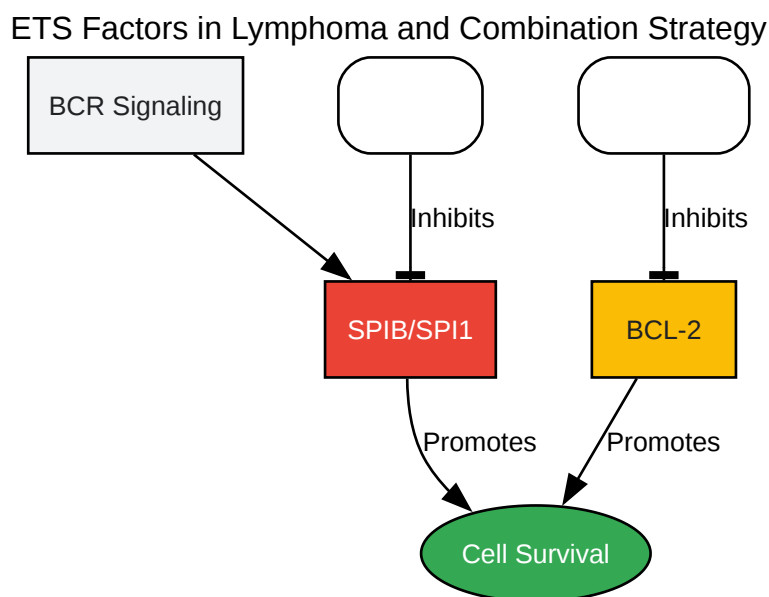 ETS Factors in Lymphoma and Combination Strategy
BCR Signaling
Inhibits
Inhibits
SPIB/SPI1
BCL-2
Promotes
Promotes
Cell Survival